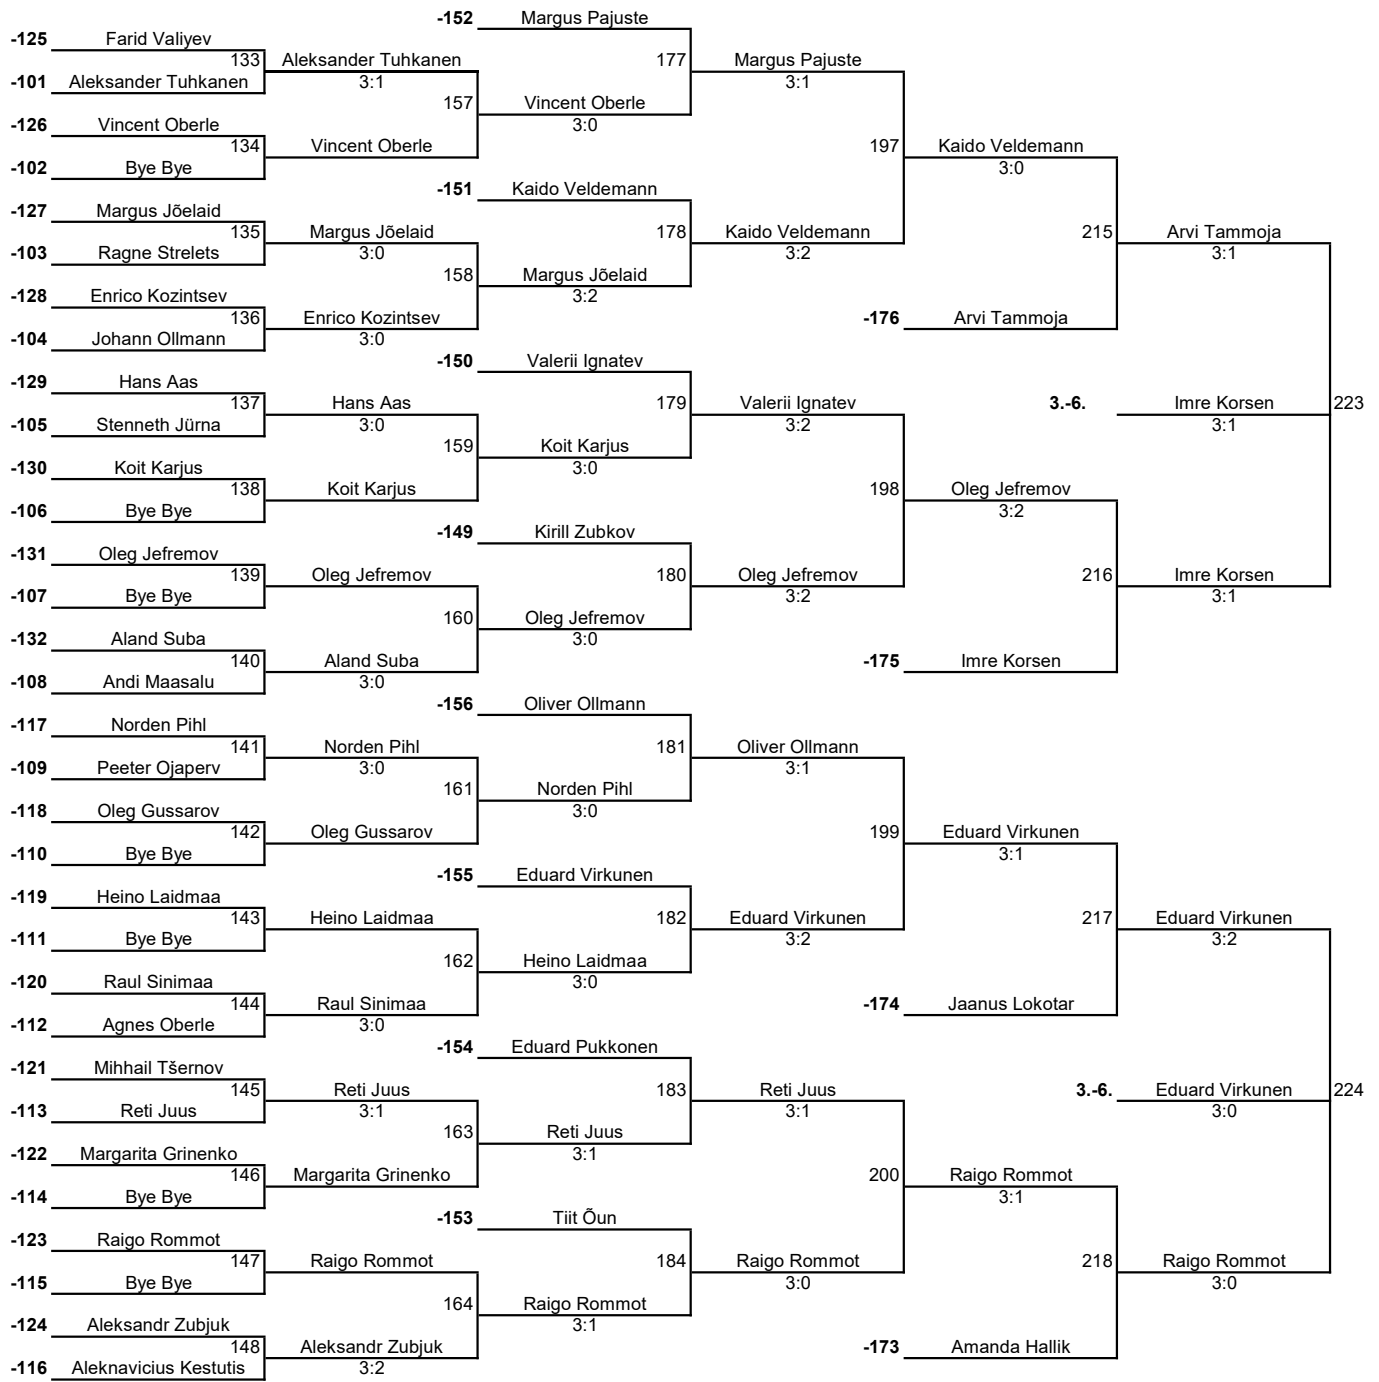 -152 Margus Pajuste
-125 Farid Valiyev
133 Aleksander Tuhkanen 177 Margus Pajuste
-101 Aleksander Tuhkanen 3:1 3:1
157 Vincent Oberle
-126 Vincent Oberle 3:0
134 Vincent Oberle 197 Kaido Veldemann
-102 Bye Bye 3:0
-151 Kaido Veldemann
-127 Margus Jõelaid
135 Margus Jõelaid 178 Kaido Veldemann 215 Arvi Tammoja
-103 Ragne Strelets 3:0 3:2 3:1
158 Margus Jõelaid
-128 Enrico Kozintsev 3:2
136 Enrico Kozintsev -176 Arvi Tammoja
-104 Johann Ollmann 3:0
-150 Valerii Ignatev
-129 Hans Aas
137 Hans Aas 179 Valerii Ignatev 3.-6. Imre Korsen 223
-105 Stenneth Jürna 3:0 3:2 3:1
159 Koit Karjus
-130 Koit Karjus 3:0
138 Koit Karjus 198 Oleg Jefremov
-106 Bye Bye 3:2
-149 Kirill Zubkov
-131 Oleg Jefremov
139 Oleg Jefremov 180 Oleg Jefremov 216 Imre Korsen
-107 Bye Bye 3:2 3:1
160 Oleg Jefremov
-132 Aland Suba 3:0
140 Aland Suba -175 Imre Korsen
-108 Andi Maasalu 3:0
-156 Oliver Ollmann
-117 Norden Pihl
141 Norden Pihl 181 Oliver Ollmann
-109 Peeter Ojaperv 3:0 3:1
161 Norden Pihl
-118 Oleg Gussarov 3:0
142 Oleg Gussarov 199 Eduard Virkunen
-110 Bye Bye 3:1
-155 Eduard Virkunen
-119 Heino Laidmaa
143 Heino Laidmaa 182 Eduard Virkunen 217 Eduard Virkunen
-111 Bye Bye 3:2 3:2
162 Heino Laidmaa
-120 Raul Sinimaa 3:0
144 Raul Sinimaa -174 Jaanus Lokotar
-112 Agnes Oberle 3:0
-154 Eduard Pukkonen
-121 Mihhail Tšernov
145 Reti Juus 183 Reti Juus 3.-6. Eduard Virkunen 224
-113 Reti Juus 3:1 3:1 3:0
163 Reti Juus
-122 Margarita Grinenko 3:1
146 Margarita Grinenko 200 Raigo Rommot
-114 Bye Bye 3:1
-153 Tiit Õun
-123 Raigo Rommot
147 Raigo Rommot 184 Raigo Rommot 218 Raigo Rommot
-115 Bye Bye 3:0 3:0
164 Raigo Rommot
-124 Aleksandr Zubjuk 3:1
148 Aleksandr Zubjuk -173 Amanda Hallik
-116 Aleknavicius Kestutis 3:2